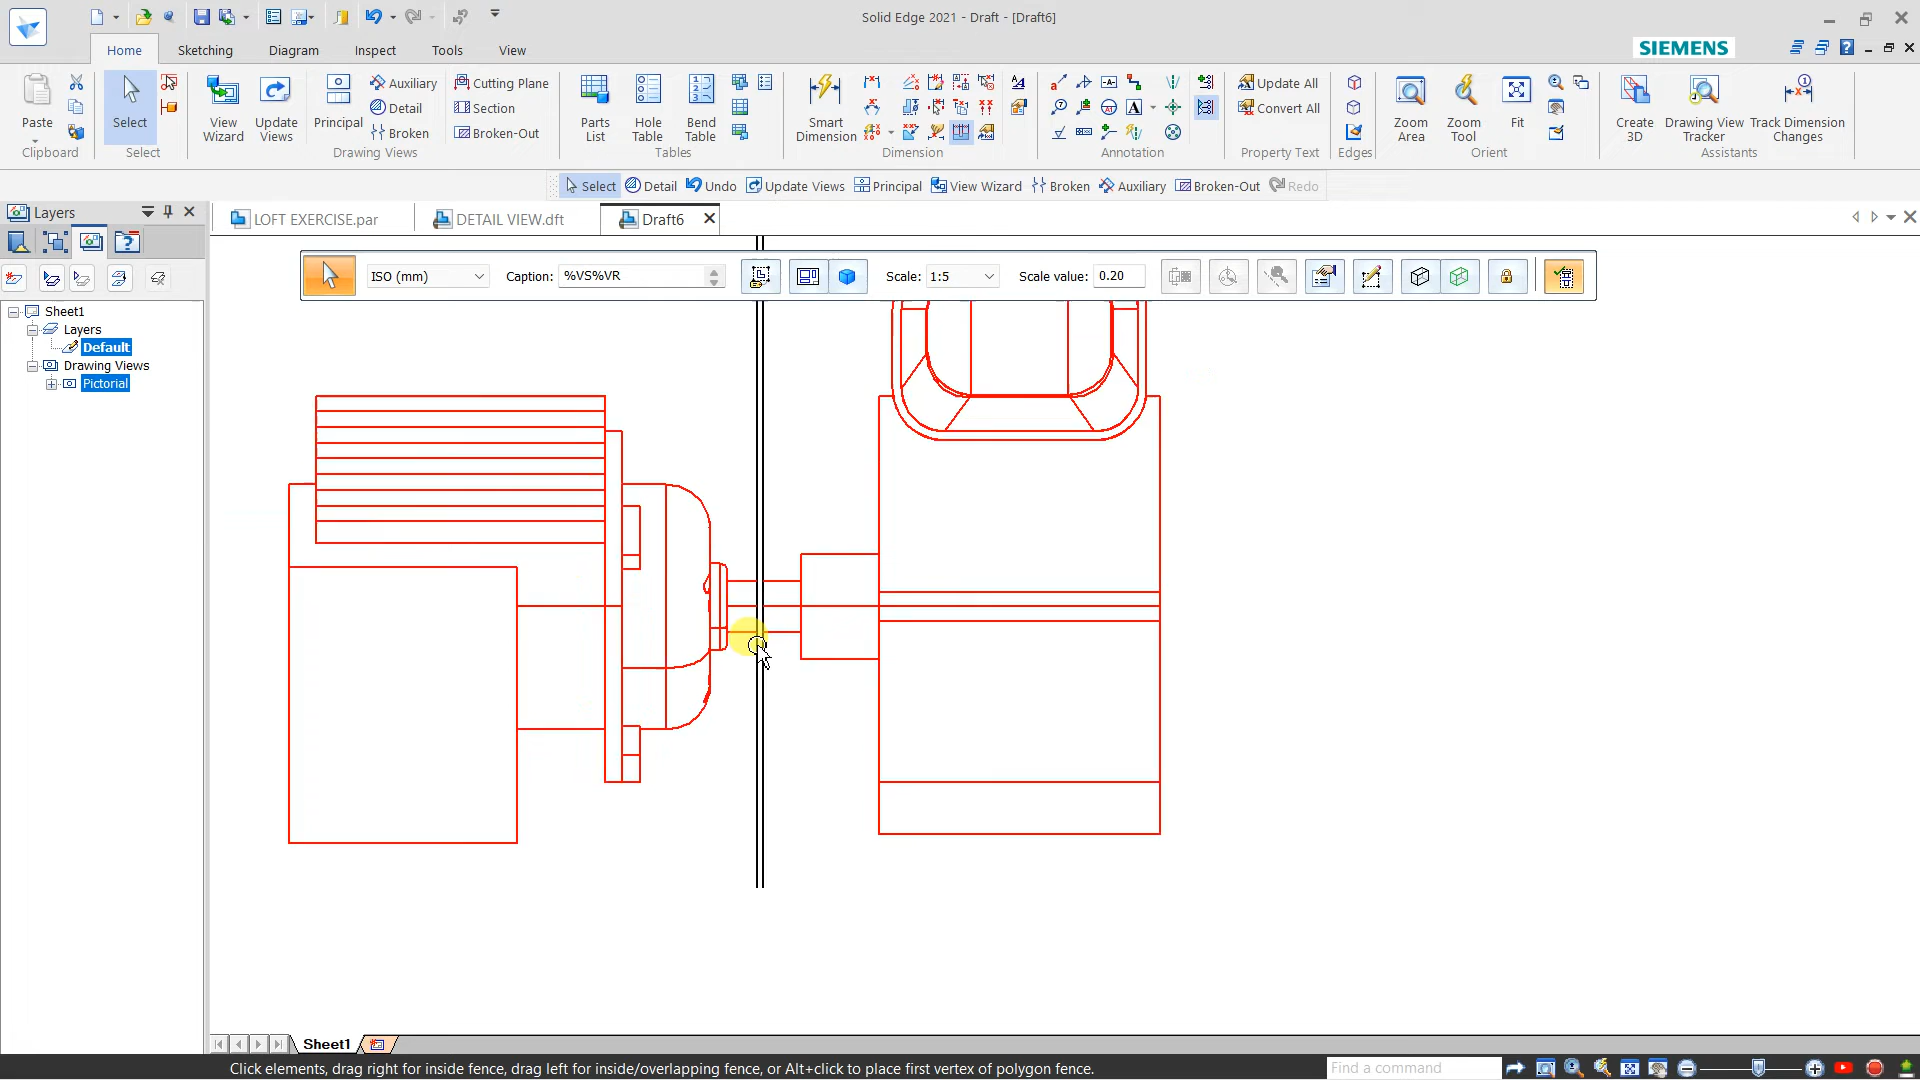 Solid Edge 2021 - Draft - [Draft6]
Home
Sketching
Diagram
Inspect
Tools
View
SIEMENS
Paste
Clipboard
Select
Select
View Wizard
Update Views
Principal
Auxiliary
Detail
Broken
Cutting Plane
Section
Broken-Out
Drawing Views
Parts List
Hole Table
Bend Table
Tables
Smart Dimension
Dimension
Annotation
Update All
Convert All
Property Text
Edges
Zoom Area
Zoom Tool
Fit
Orient
Create 3D
Drawing View Tracker
Track Dimension Changes
Assistants
Select
Detail
Undo
Update Views
Principal
View Wizard
Broken
Auxiliary
Broken-Out
Redo
Layers
LOFT EXERCISE.par
DETAIL VIEW.dft
Draft6
ISO (mm)
Caption:
%VS%VR
Scale:
1:5
Scale value:
0.20
Sheet1
Layers
Default
Drawing Views
Pictorial
Sheet1
Click elements, drag right for inside fence, drag left for inside/overlapping fence, or Alt+click to place first vertex of polygon fence.
Find a command